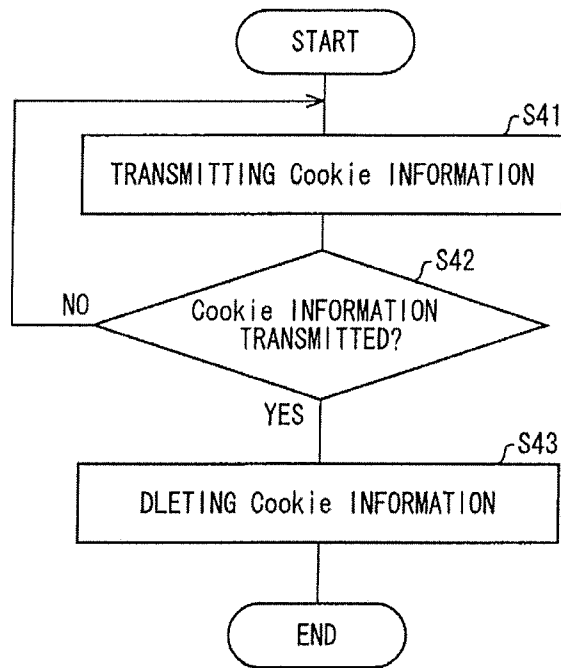 START
S41
TRANSMITTING Cookie INFORMATION
S42
Cookie INFORMATION
TRANSMITTED?
NO
YES
S43
DLETING Cookie INFORMATION
END